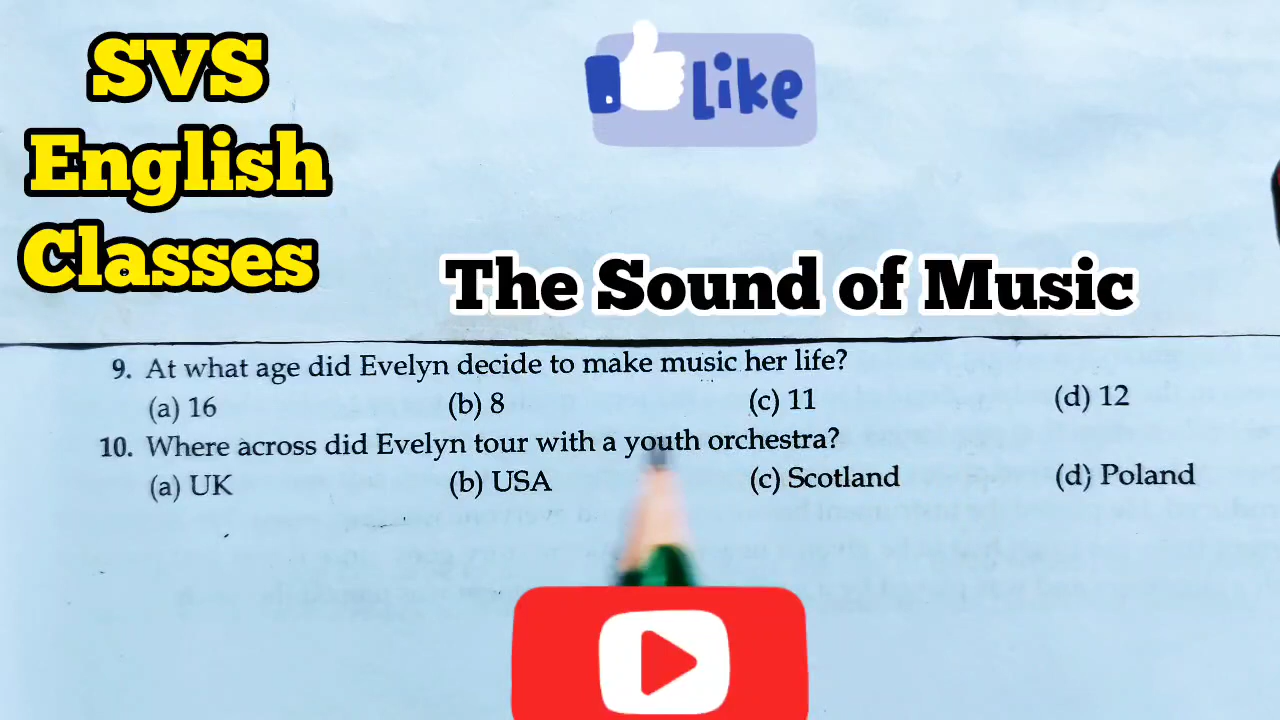 SVS
English
Classes
Like
The Sound of Music
9. At what age did Evelyn decide to make music her life?
(a) 16 (b) 8 (c) 11 (d) 12
10. Where across did Evelyn tour with a youth orchestra?
(a) UK (b) USA (c) Scotland (d) Poland